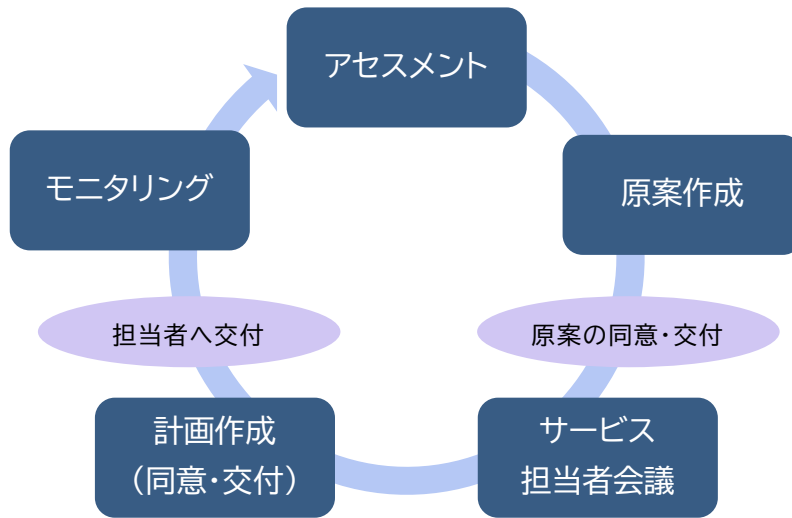 アセスメント
原案作成
原案の同意・交付
サービス
担当者会議
計画作成
（同意・交付）
担当者へ交付
モニタリング